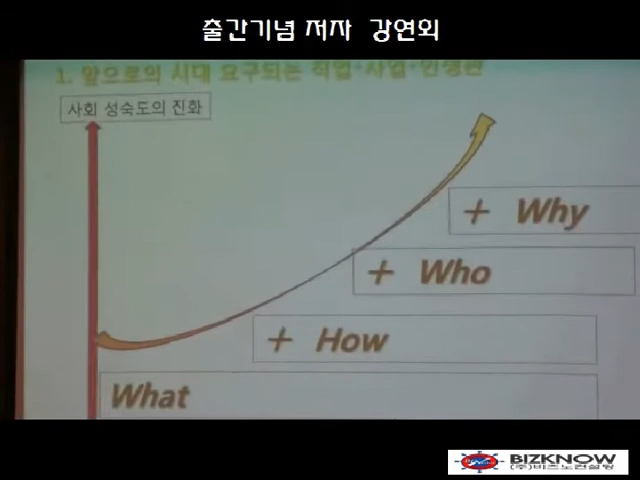 출간기념 저자 강연회
1. 앞으로의 시대 요구되는 직업·사업·인생관
사회 성숙도의 진화
+ Why
+ Who
+ How
What
BIZKNOW
(주)비즈노컨설팅